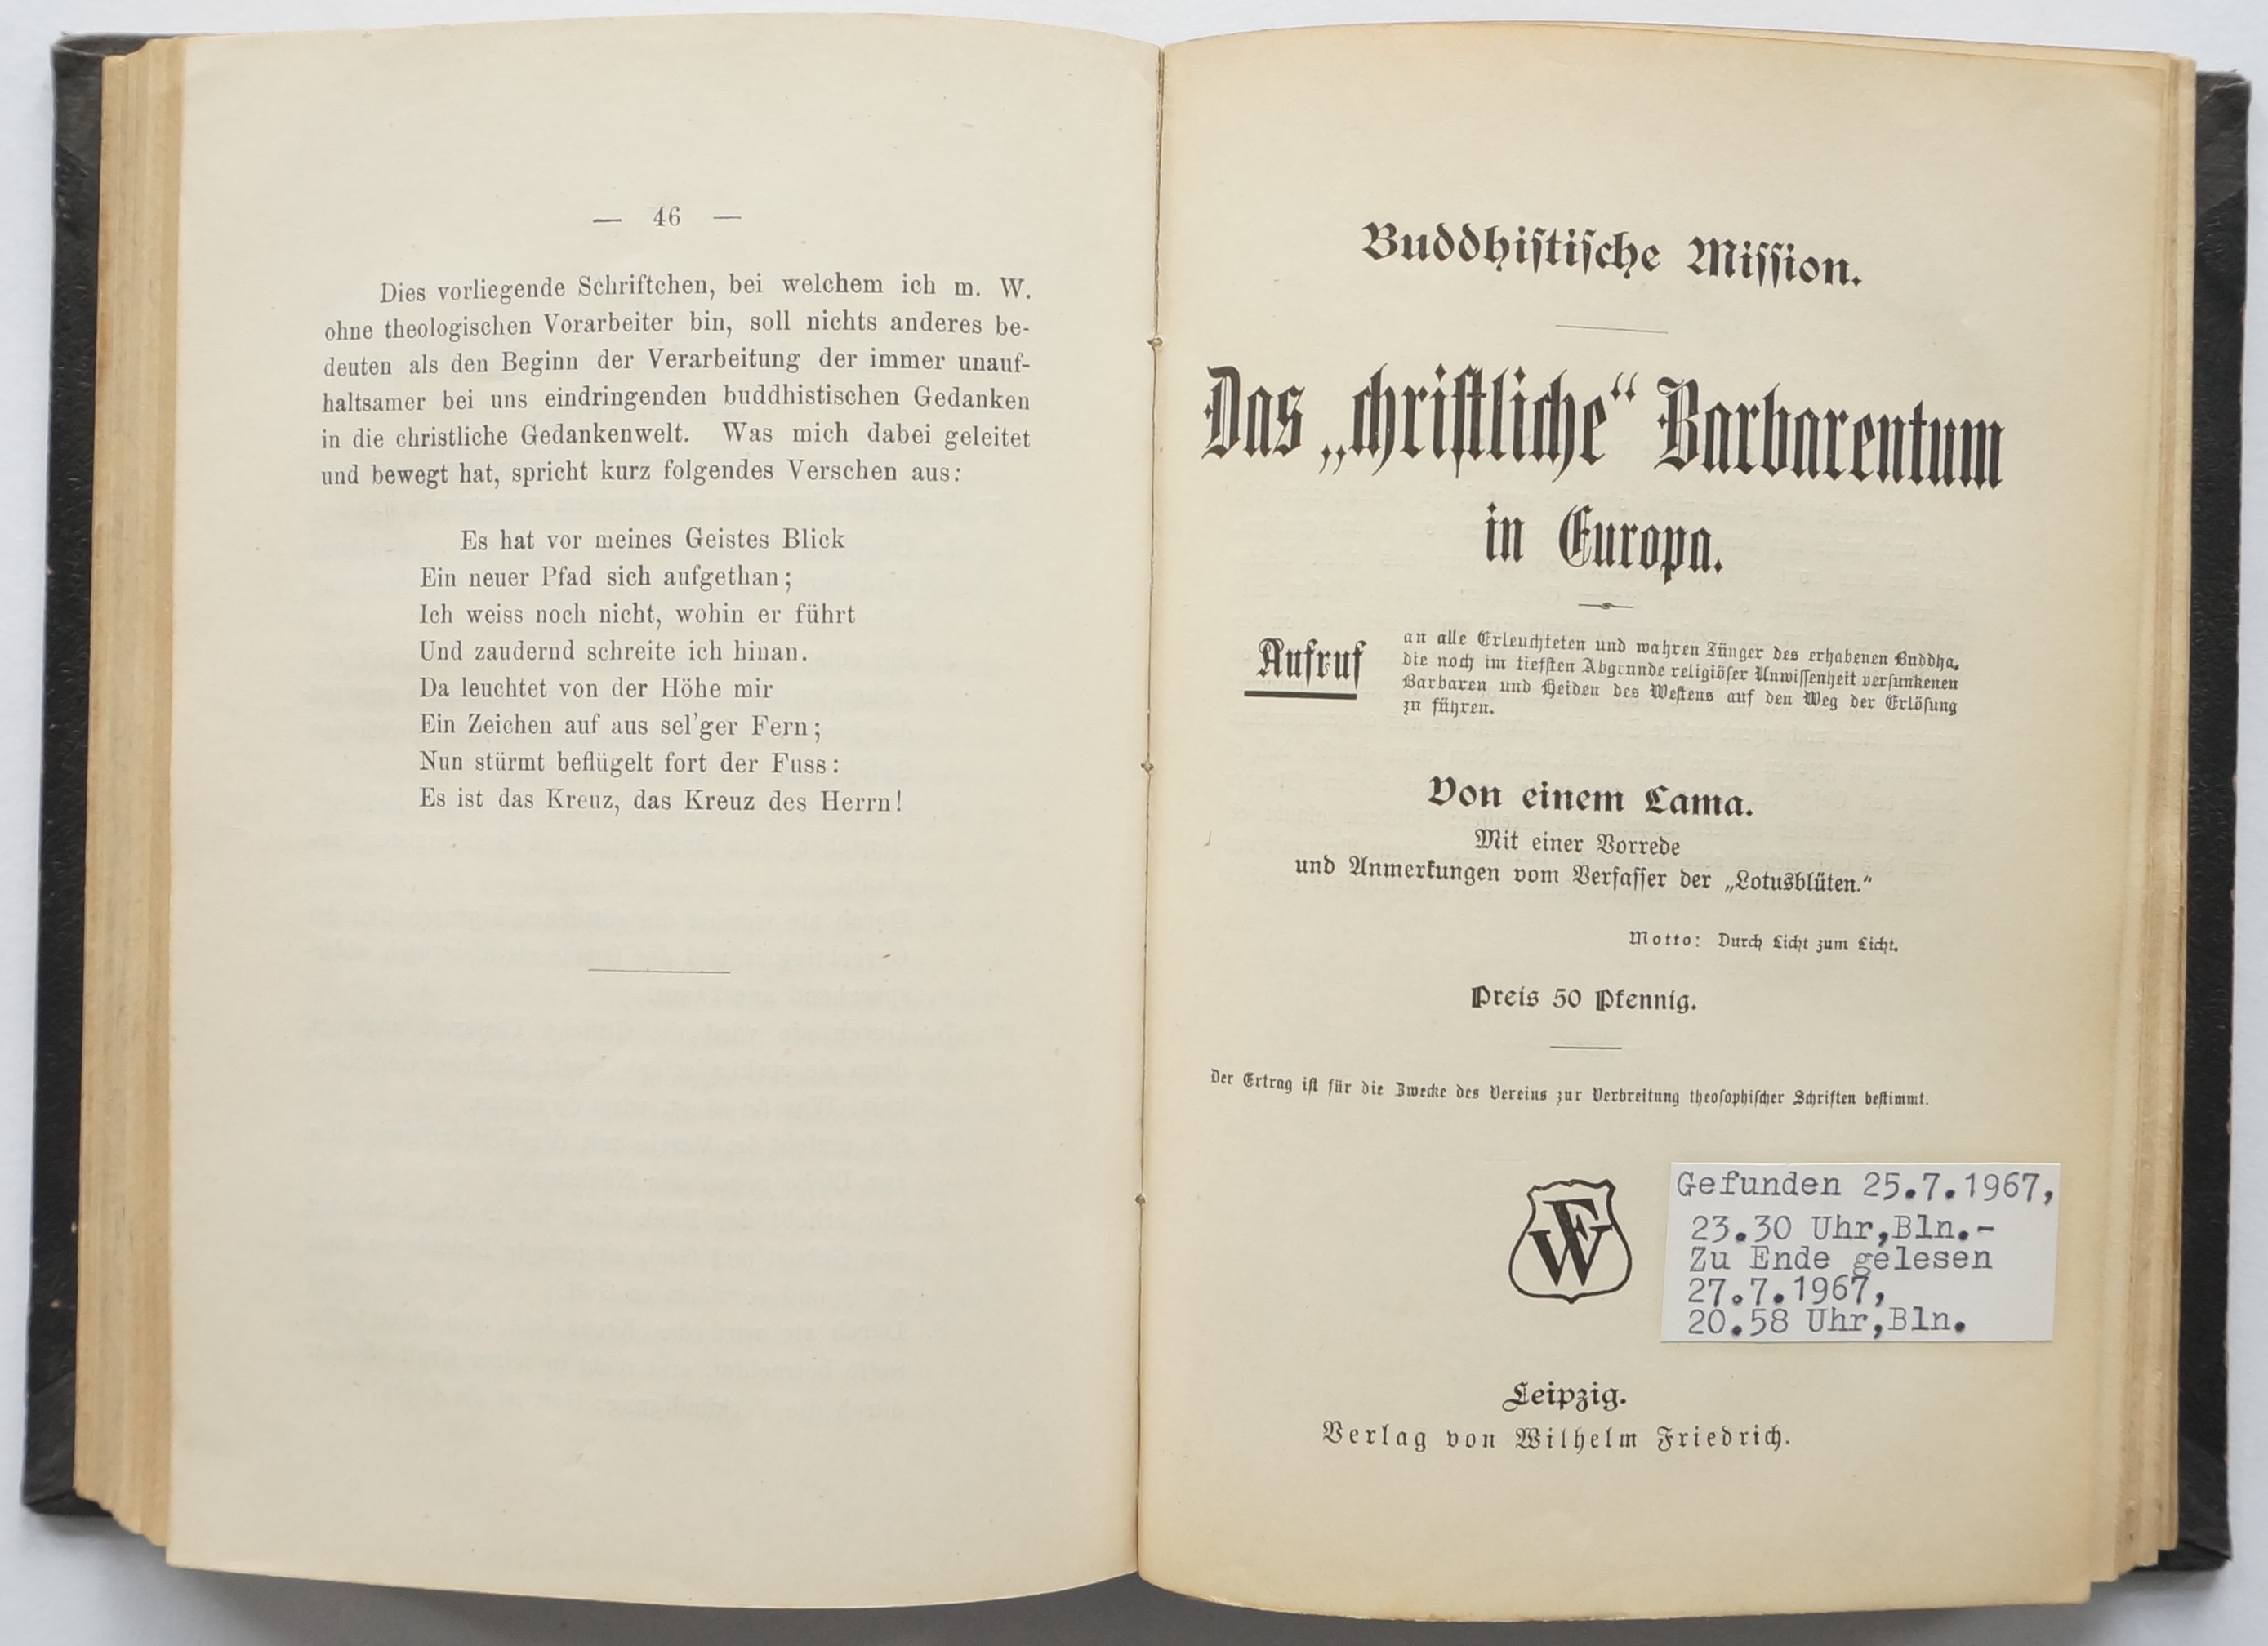 — 46 —
Dies vorliegende Schriftchen, bei welchem ich m. W.
ohne theologischen Vorarbeiter bin, soll nichts anderes be-
deuten als den Beginn der Verarbeitung der immer unauf-
haltsamer bei uns eindringenden buddhistischen Gedanken
in die christliche Gedankenwelt. Was mich dabei geleitet
und bewegt hat, spricht kurz folgendes Verschen aus:
Es hat vor meines Geistes Blick
Ein neuer Pfad sich aufgethan;
Ich weiss noch nicht, wohin er führt
Und zaudernd schreite ich hinan.
Da leuchtet von der Höhe mir
Ein Zeichen auf aus sel'ger Fern;
Nun stürmt beflügelt fort der Fuss:
Es ist das Kreuz, das Kreuz des Herrn!
Buddhiſtiſche Miſſion.
Das „chriſtliche“ Barbarentum
in Europa.
Aufruf
an alle Erleuchteten und wahren Jünger des erhabenen Buddha,
die noch im tiefſten Abgrunde religiöſer Unwiſſenheit verſunkenen
Barbaren und Heiden des Weſtens auf den Weg der Erlöſung
zu führen.
Von einem Lama.
Mit einer Vorrede
und Anmerkungen vom Verfaſſer der „Lotusblüten.“
Motto: Durch Licht zum Licht.
Preis 50 Pfennig.
Der Ertrag iſt für die Zwecke des Vereins zur Verbreitung theoſophiſcher Schriften beſtimmt.
WF
Gefunden 25.7.1967,
23.30 Uhr,Bln.-
Zu Ende gelesen
27.7.1967,
20.58 Uhr,Bln.
Leipzig.
Verlag von Wilhelm Friedrich.